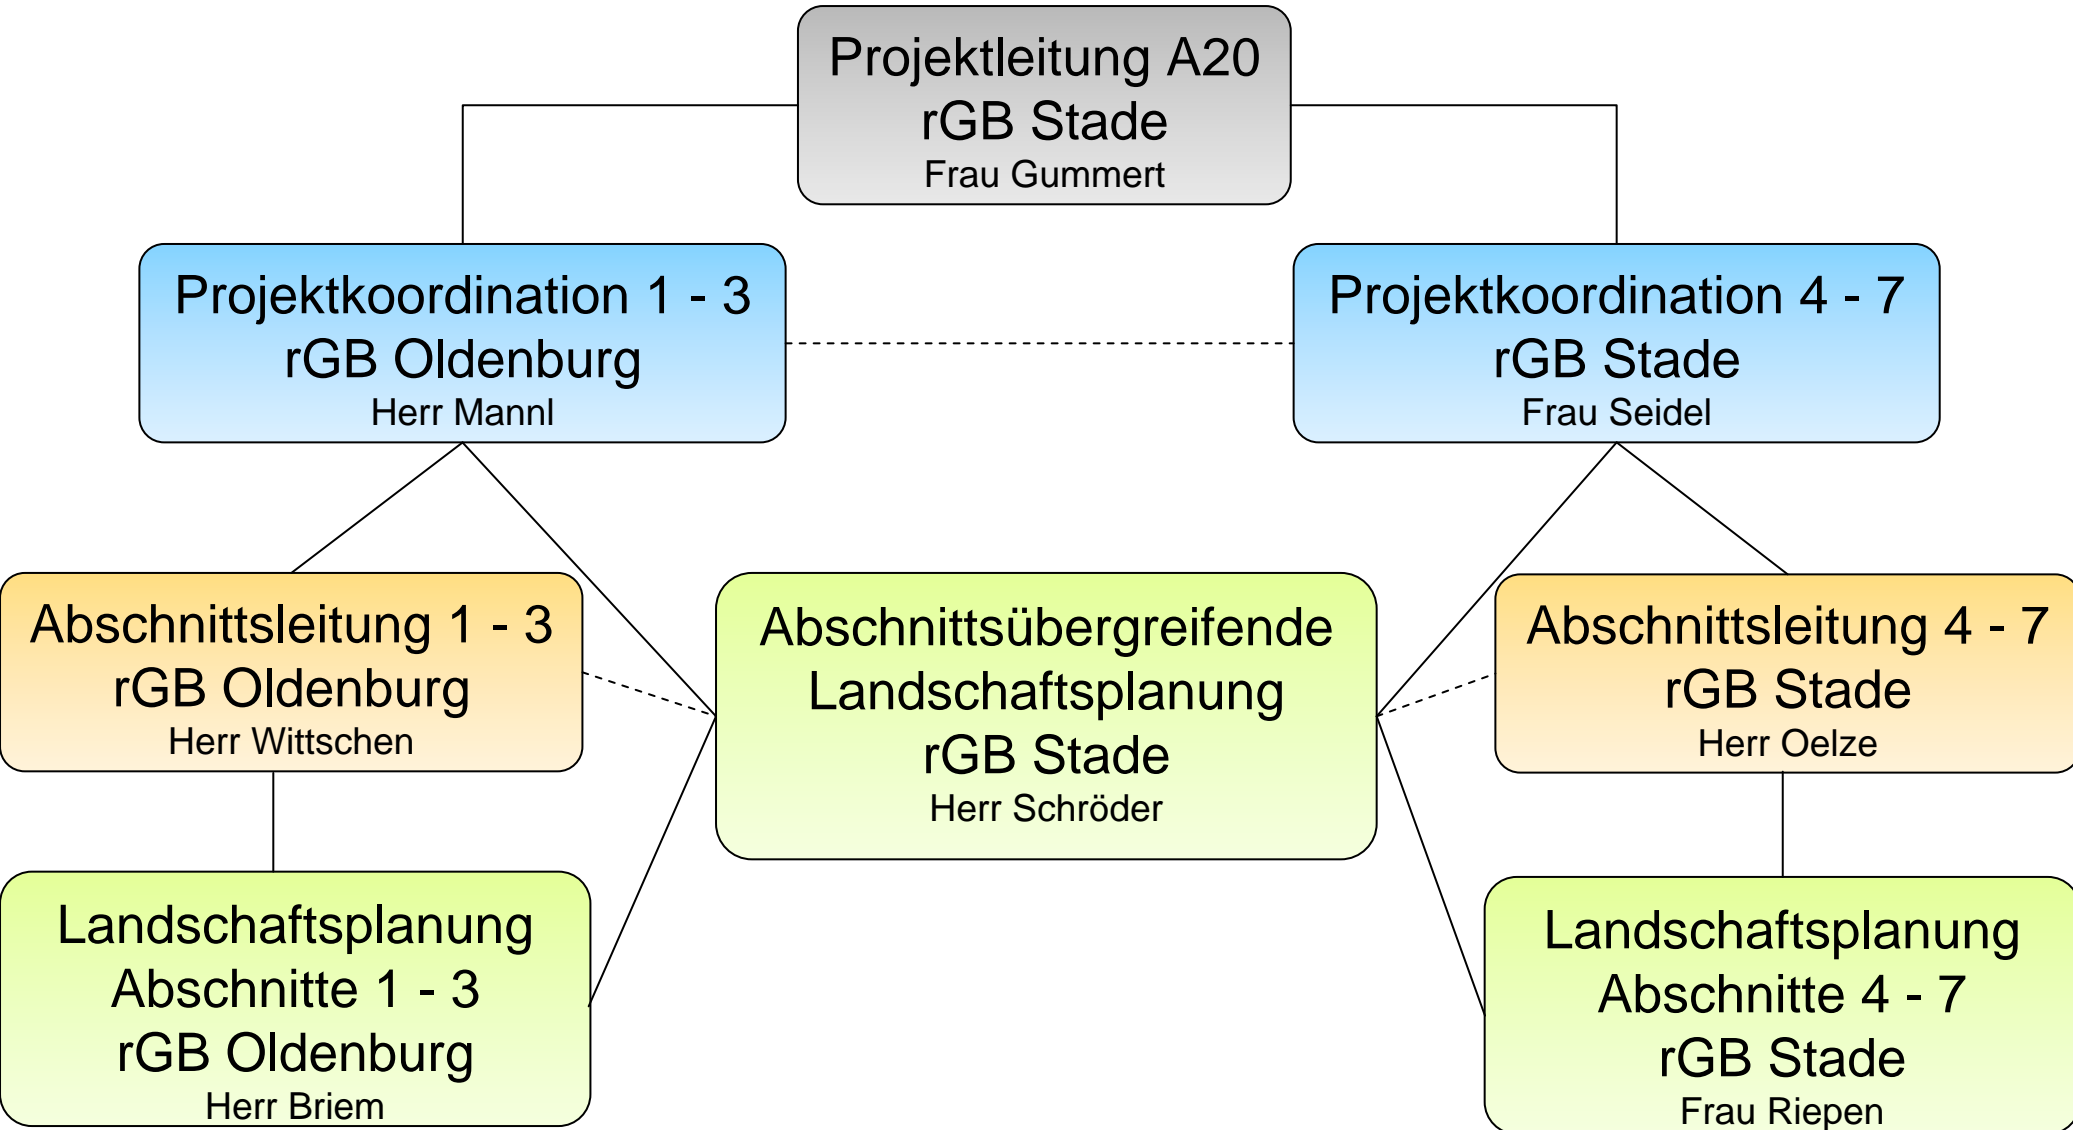 Projektleitung A20
rGB Stade
Frau Gummert
Projektkoordination 1 - 3
rGB Oldenburg
Herr Mannl
Projektkoordination 4 - 7
rGB Stade
Frau Seidel
Abschnittsleitung 1 - 3
rGB Oldenburg
Herr Wittschen
Abschnittsübergreifende
Landschaftsplanung
rGB Stade
Herr Schröder
Abschnittsleitung 4 - 7
rGB Stade
Herr Oelze
Landschaftsplanung
Abschnitte 1 - 3
rGB Oldenburg
Herr Briem
Landschaftsplanung
Abschnitte 4 - 7
rGB Stade
Frau Riepen